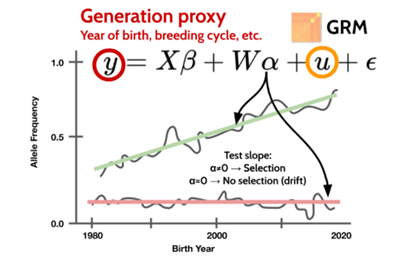 Generation proxy
Year of birth, breeding cycle, etc.
GRM
y = Xβ + Wα + u + ϵ
1.0
0.5
0.0
Allele Frequency
Test slope:
α≠0 → Selection
α=0 → No selection (drift)
1980
2000
2020
Birth Year